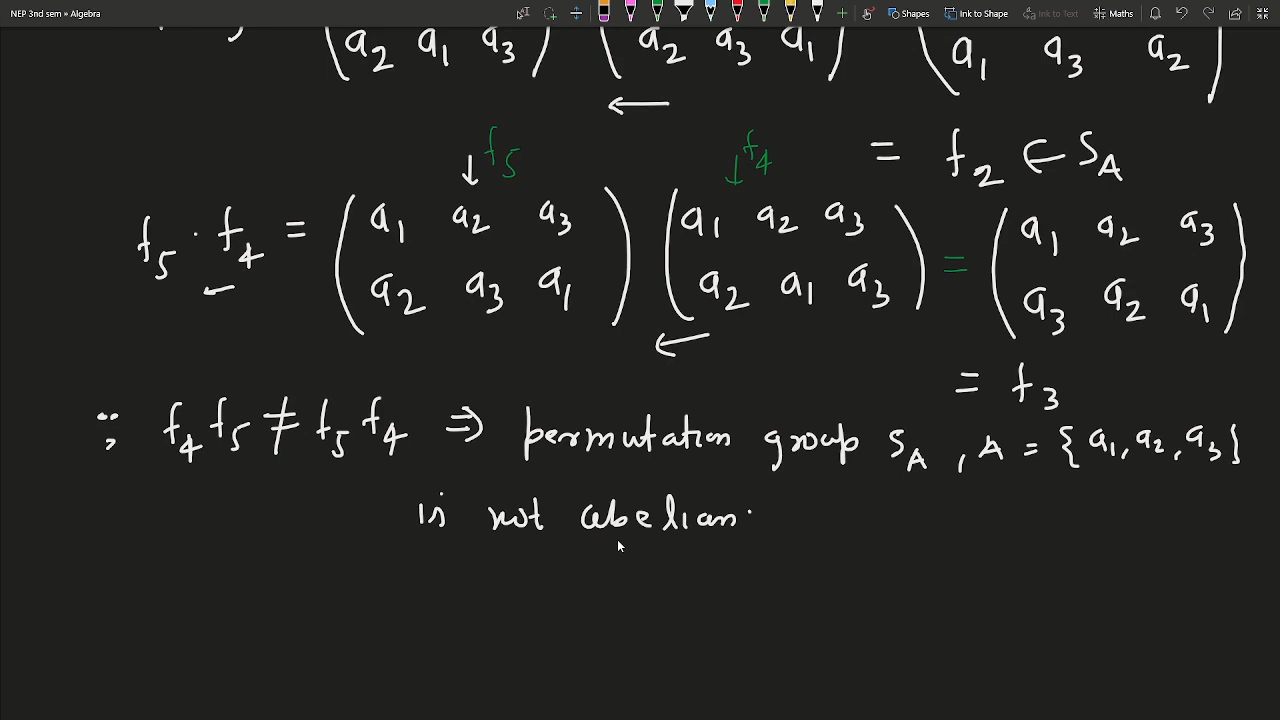 NEP 3rd sem » Algebra Shapes Ink to Shape Ink to Text Maths
a2 a1 a3 a2 a3 a1 a1 a3 a2
= f2 ∈ SA
f5 f4
f5 · f4 = (a1 a2 a3 (a1 a2 a3 = (a1 a2 a3
a2 a3 a1) a2 a1 a3) a3 a2 a1)
= f3
∵ f4 f5 ≠ f5 f4 ⇒ permutation group SA , A = {a1, a2, a3}
is not abelian.